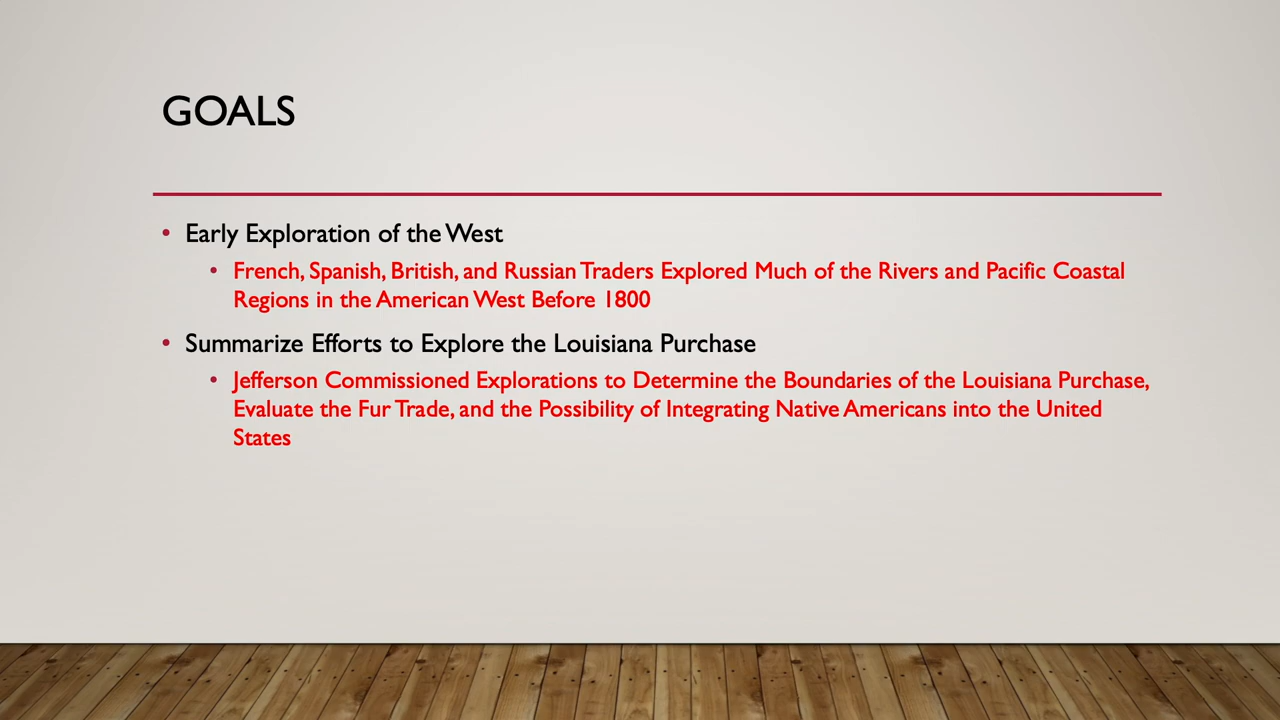 GOALS
• Early Exploration of the West
• French, Spanish, British, and Russian Traders Explored Much of the Rivers and Pacific Coastal
Regions in the American West Before 1800
• Summarize Efforts to Explore the Louisiana Purchase
• Jefferson Commissioned Explorations to Determine the Boundaries of the Louisiana Purchase,
Evaluate the Fur Trade, and the Possibility of Integrating Native Americans into the United
States